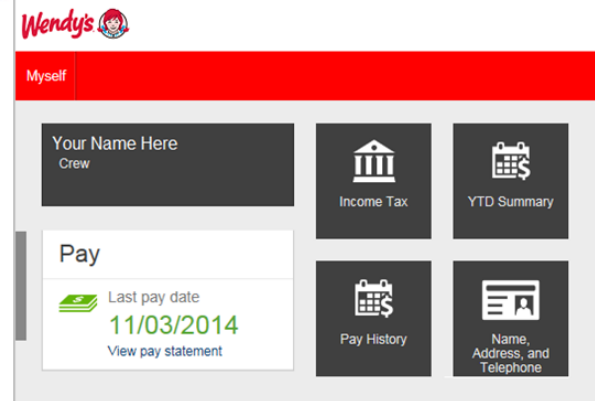 Wendy's
Myself
Your Name Here
Crew
Income Tax
YTD Summary
Pay
Last pay date
11/03/2014
View pay statement
Pay History
Name,
Address, and
Telephone